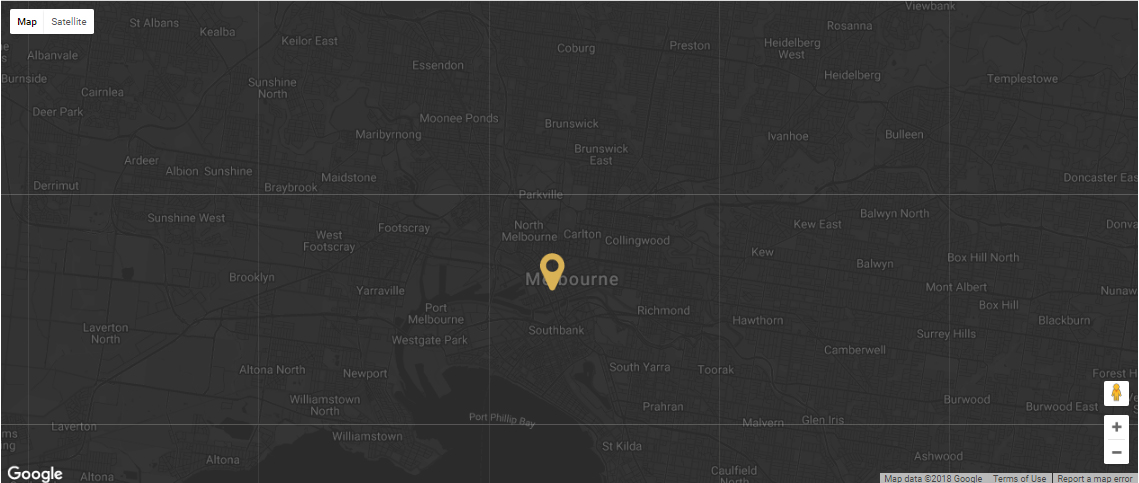 Map Satellite
St Albans
Kealba
Keilor East
Viewbank
Rosanna
Coburg
Preston
Heidelberg
West
Albanvale
Essendon
Burnside
Sunshine
North
Heidelberg
Templestowe
Cairnlea
Deer Park
Moonee Ponds
Brunswick
Maribyrnong
Ivanhoe
Bulleen
Brunswick
East
Ardeer
Albion
Sunshine
Maidstone
Derrimut
Braybrook
Doncaster Eas
Parkville
Sunshine West
Footscray
North
Melbourne
Carlton
Collingwood
Kew East
Balwyn North
Donva
West
Footscray
Kew
Balwyn
Box Hill North
Brooklyn
Yarraville
Melbourne
Mont Albert
Nunaw
Port
Melbourne
Richmond
Box Hill
Hawthorn
Blackburn
Laverton
North
Southbank
Westgate Park
Surrey Hills
Camberwell
Altona North
Newport
South Yarra
Toorak
Forest H
Williamstown
North
Prahran
Burwood
Burwood East
Port Phillip Bay
Malvern
Glen Iris
Laverton
Williamstown
St Kilda
Altona
Ashwood
Caulfield
North
Altona
+
−
Google
Map data ©2018 Google Terms of Use Report a map error